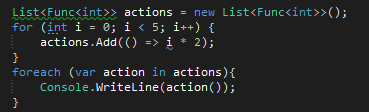 List<Func<int>> actions = new List<Func<int>>();
for (int i = 0; i < 5; i++) {
    actions.Add(() => i * 2);
}
foreach (var action in actions){
    Console.WriteLine(action());
}